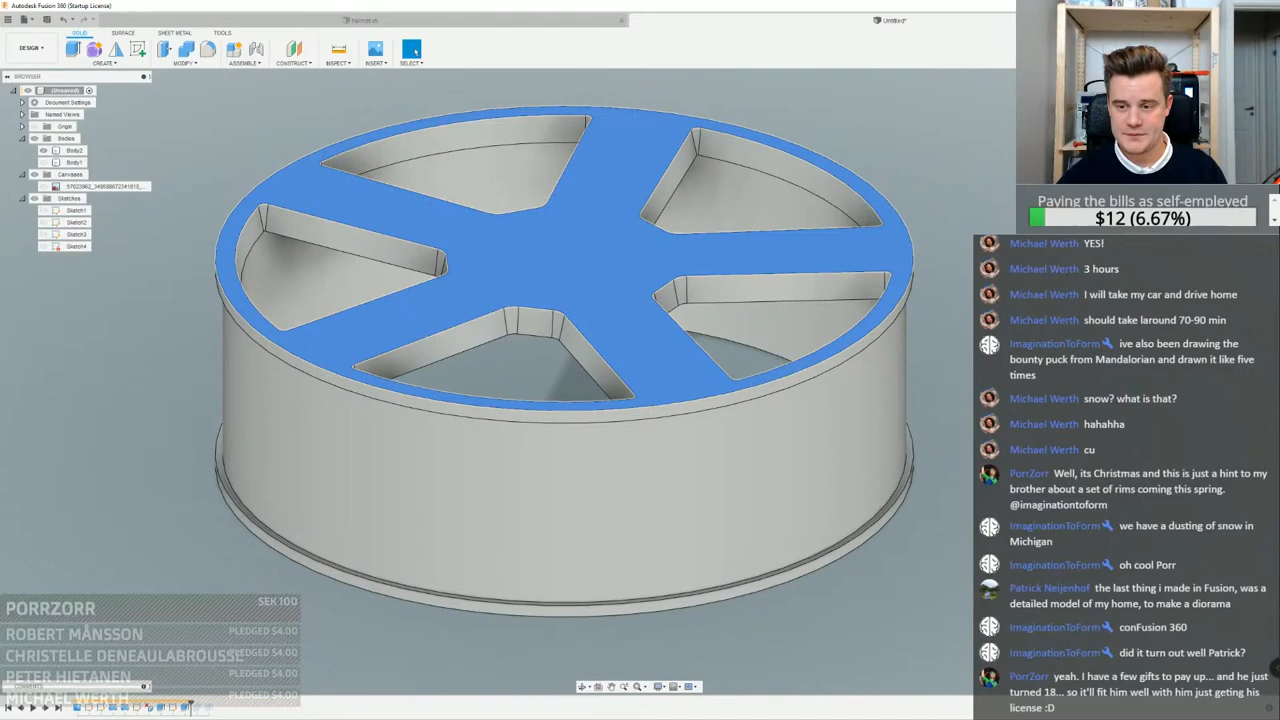 Autodesk Fusion 360 (Startup License)
helmet v6
Untitled*
DESIGN
SOLID
SURFACE
SHEET METAL
TOOLS
CREATE
MODIFY
ASSEMBLE
CONSTRUCT
INSPECT
INSERT
SELECT
BROWSER
(Unsaved)
Document Settings
Named Views
Origin
Bodies
Body2
Body1
Canvases
Sketches
Sketch1
Sketch2
Sketch3
Sketch4
Paying the bills as self-empleyed
$12 (6.67%)
Michael Werth YES!
Michael Werth 3 hours
Michael Werth I will take my car and drive home
Michael Werth should take laround 70-90 min
ImaginationToForm ive also been drawing the
bounty puck from Mandalorian and drawn it like five
times
Michael Werth snow? what is that?
Michael Werth hahahha
Michael Werth cu
PorrZorr Well, its Christmas and this is just a hint to my
brother about a set of rims coming this spring.
@imaginationtoform
ImaginationToForm we have a dusting of snow in
Michigan
ImaginationToForm oh cool Porr
Patrick Neijenhof the last thing i made in Fusion, was a
detailed model of my home, to make a diorama
ImaginationToForm conFusion 360
ImaginationToForm did it turn out well Patrick?
PorrZorr yeah. I have a few gifts to pay up... and he just
turned 18... so it'll fit him well with him just geting his
license :D
PORRZORR SEK 100
ROBERT MÅNSSON PLEDGED $4.00
CHRISTELLE DENEAULABROUSSE PLEDGED $4.00
PETER HIETANEN PLEDGED $4.00
MICHAEL WERTH PLEDGED $4.00
COMMENTS